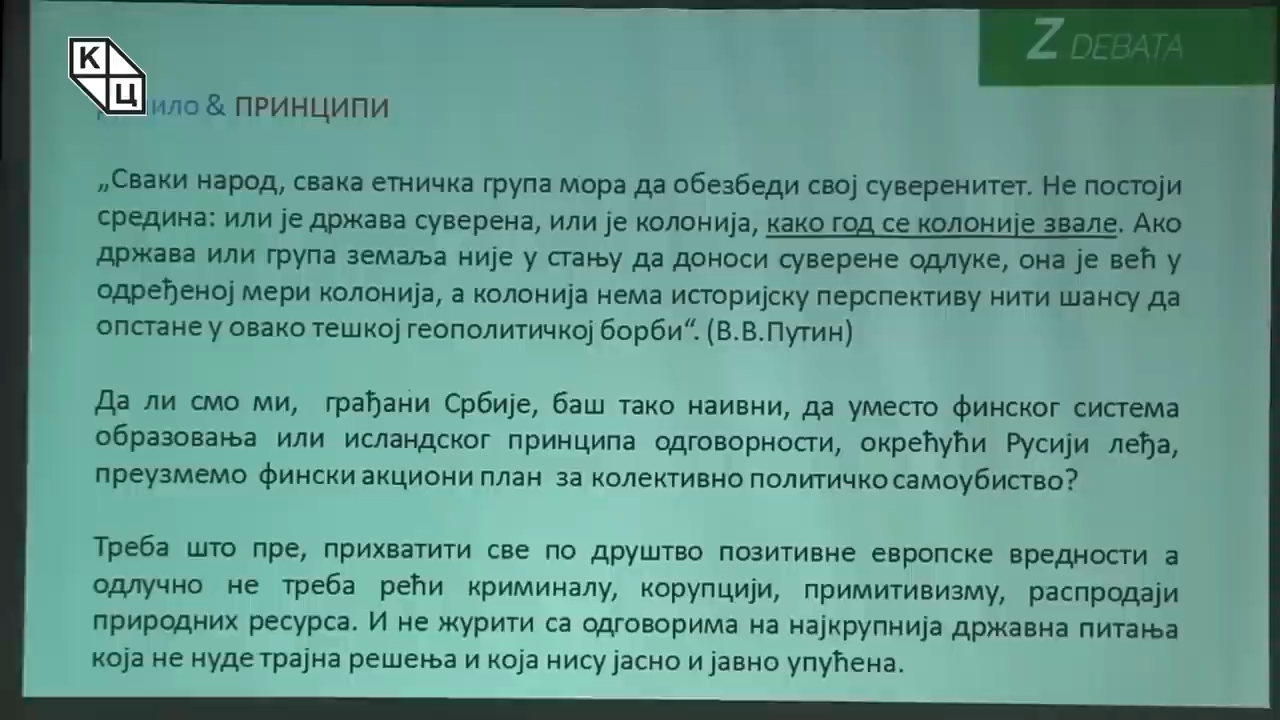 К
Ц
Z DEBATA
& ПРИНЦИПИ
„Сваки народ, свака етничка група мора да обезбеди свој суверенитет. Не постоји
средина: или је држава суверена, или је колонија, како год се колоније звале. Ако
држава или група земаља није у стању да доноси суверене одлуке, она је већ у
одређеној мери колонија, а колонија нема историјску перспективу нити шансу да
опстане у овако тешкој геополитичкој борби“. (В.В.Путин)
Да ли смо ми, грађани Србије, баш тако наивни, да уместо финског система
образовања или исландског принципа одговорности, окрећући Русији леђа,
преузмемо фински акциони план за колективно политичко самоубиство?
Треба што пре, прихватити све по друштво позитивне европске вредности а
одлучно не треба рећи криминалу, корупцији, примитивизму, распродаји
природних ресурса. И не журити са одговорима на најкрупнија државна питања
која не нуде трајна решења и која нису јасно и јавно упућена.